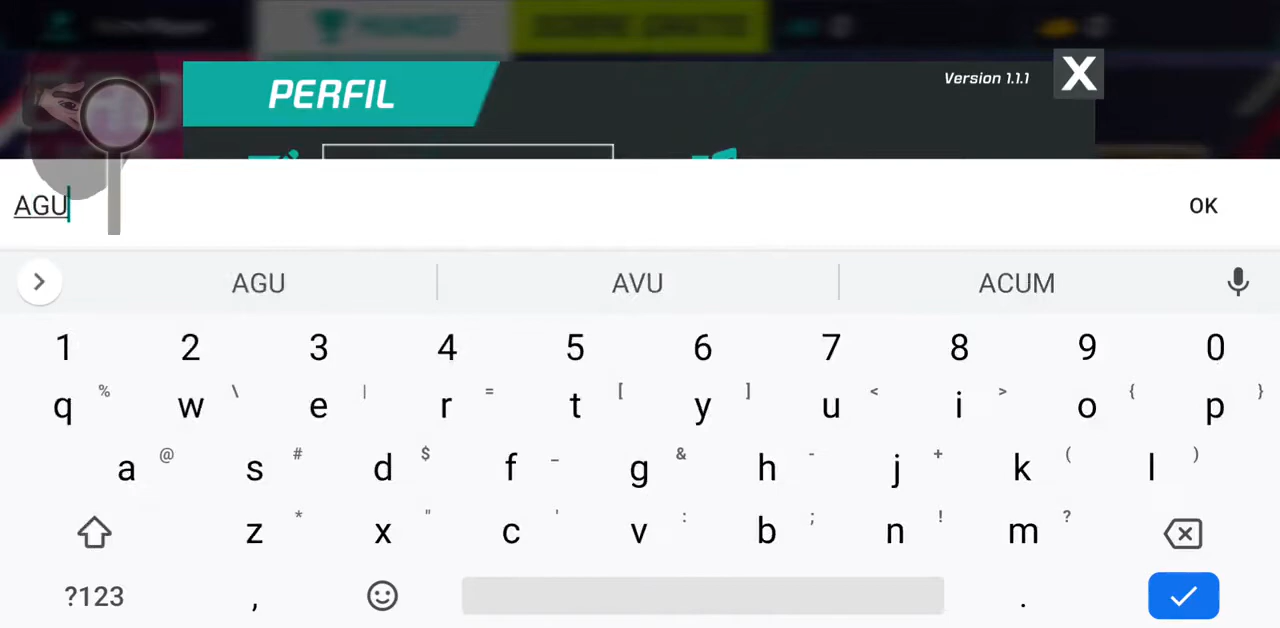 Version 1.1.1 X
PERFIL
AGU OK
AGU AVU ACUM
1 2 3 4 5 6 7 8 9 0
q % w \ e | r = t [ y ] u < i > o { p }
a @ s # d $ f _ g & h - j + k ( l )
z * x " c ' v : b ; n ! m ?
?123 , .